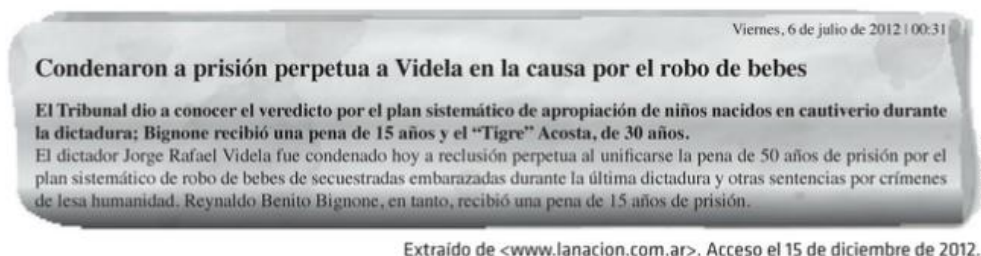 Viernes, 6 de julio de 2012 | 00:31
Condenaron a prisión perpetua a Videla en la causa por el robo de bebes
El Tribunal dio a conocer el veredicto por el plan sistemático de apropiación de niños nacidos en cautiverio durante
la dictadura; Bignone recibió una pena de 15 años y el “Tigre” Acosta, de 30 años.
El dictador Jorge Rafael Videla fue condenado hoy a reclusión perpetua al unificarse la pena de 50 años de prisión por el
plan sistemático de robo de bebes de secuestradas embarazadas durante la última dictadura y otras sentencias por crímenes
de lesa humanidad. Reynaldo Benito Bignone, en tanto, recibió una pena de 15 años de prisión.
Extraído de <www.lanacion.com.ar>. Acceso el 15 de diciembre de 2012.